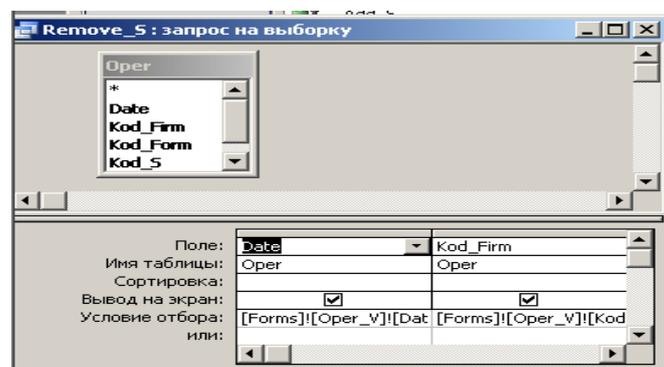 Remove_S : запрос на выборку
Oper
*
Date
Kod_Firm
Kod_Form
Kod_S
Поле: Date Kod_Firm
Имя таблицы: Oper Oper
Сортировка:
Вывод на экран:
Условие отбора: [Forms]![Oper_V]![Dat [Forms]![Oper_V]![Kod
или: